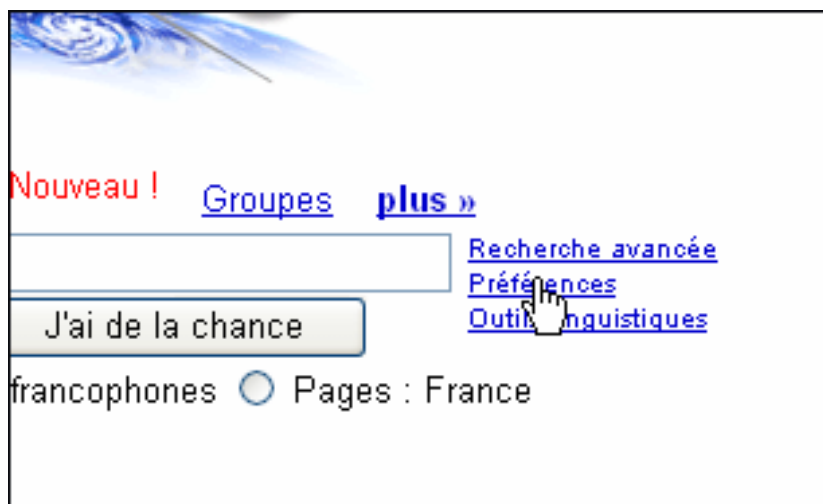 Nouveau ! Groupes plus »
Recherche avancée
Préférences
J'ai de la chance
Outils linguistiques
francophones Pages : France